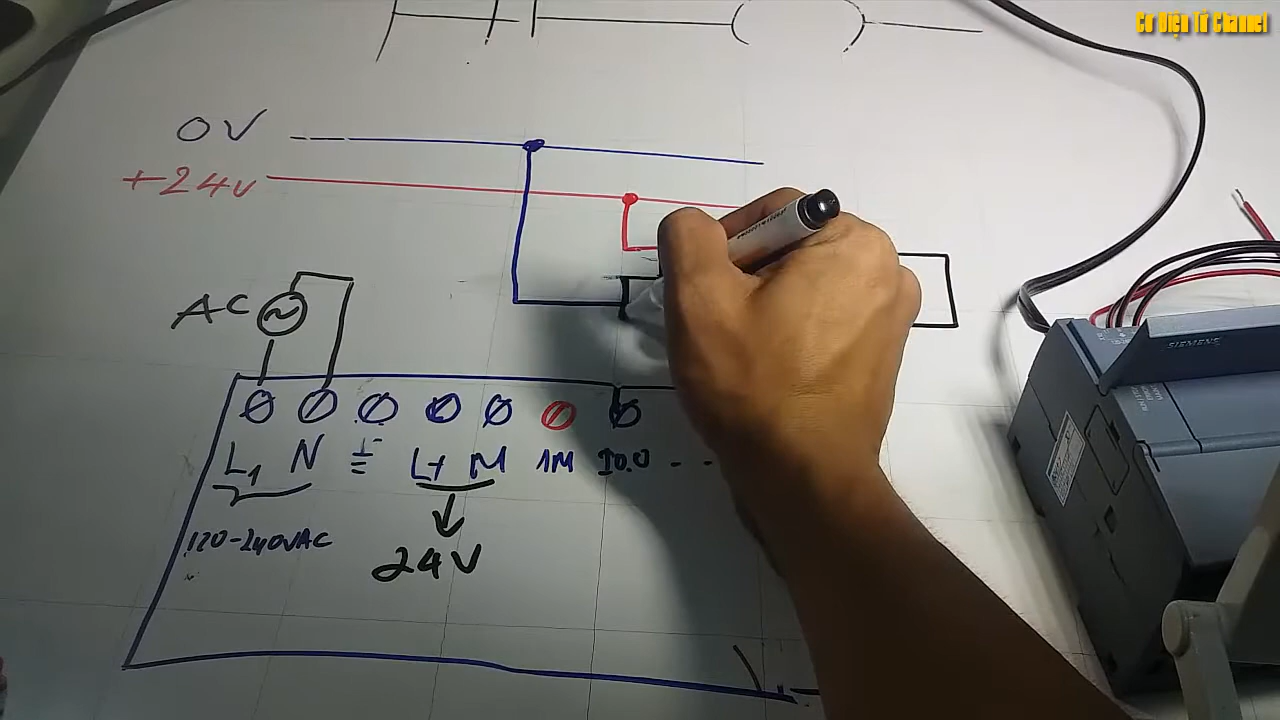 Cơ Điện Tử Channel
0V
+24V
AC
SIEMENS
L1 N L+ M 1M I0.0 - -
120-240VAC
24V